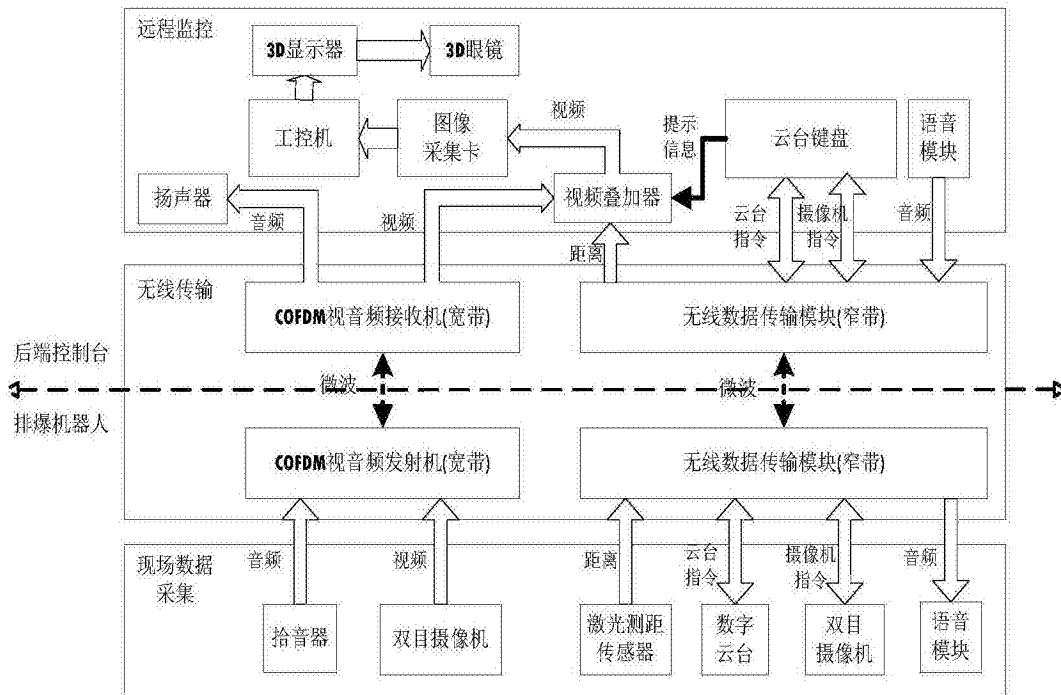 远程监控
3D显示器
3D眼镜
工控机
图像
采集卡
视频
提示
信息
云台键盘
语音
模块
扬声器
音频
视频
视频叠加器
云台
指令
摄像机
指令
音频
距离
无线传输
COFDM视音频接收机(宽带)
无线数据传输模块(窄带)
后端控制台
微波
微波
排爆机器人
COFDM视音频发射机(宽带)
无线数据传输模块(窄带)
现场数据
采集
音频
视频
距离
云台
指令
摄像机
指令
音频
拾音器
双目摄像机
激光测距
传感器
数字
云台
双目
摄像机
语音
模块